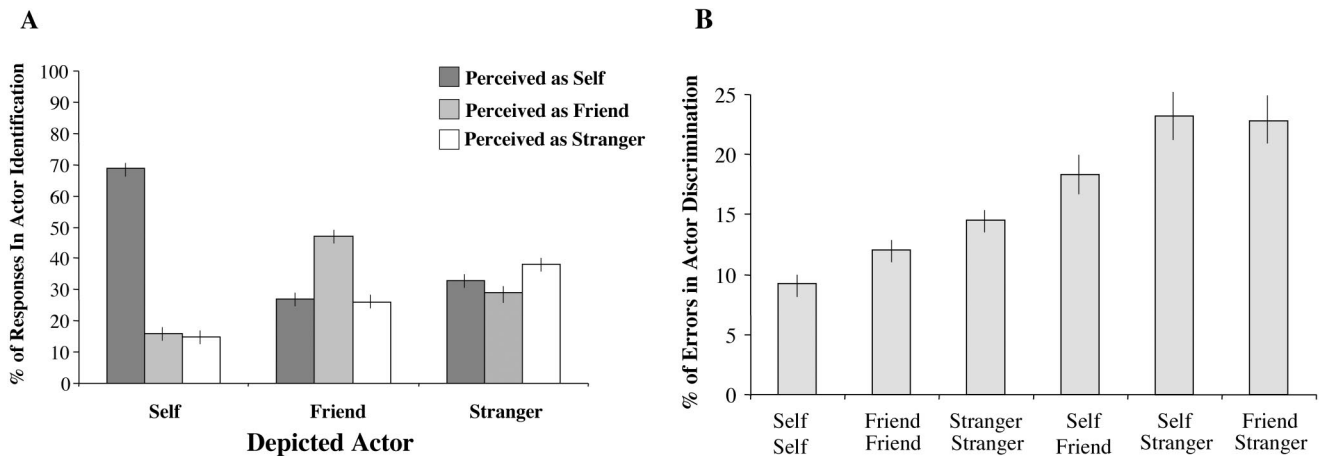 A
% of Responses In Actor Identification
100
90
80
70
60
50
40
30
20
10
0
Perceived as Self
Perceived as Friend
Perceived as Stranger
Self Friend Stranger
Depicted Actor
B
% of Errors in Actor Discrimination
25
20
15
10
5
0
Self Friend Stranger Self Self Friend
Self Friend Stranger Friend Stranger Stranger